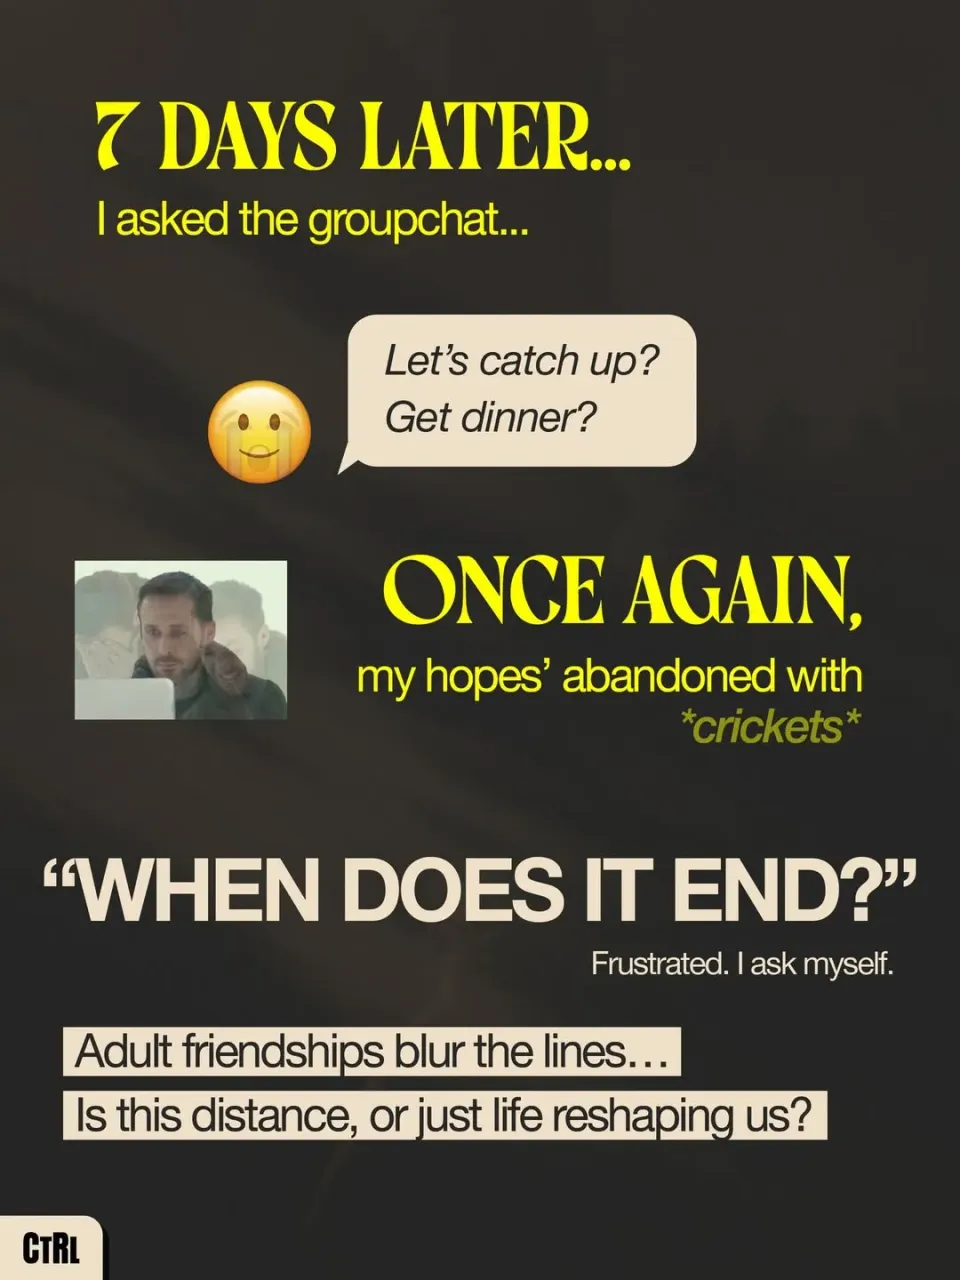 7 DAYS LATER...
I asked the groupchat...
Let's catch up?
Get dinner?
ONCE AGAIN,
my hopes' abandoned with
*crickets*
“WHEN DOES IT END?”
Frustrated. I ask myself.
Adult friendships blur the lines…
Is this distance, or just life reshaping us?
CTRL